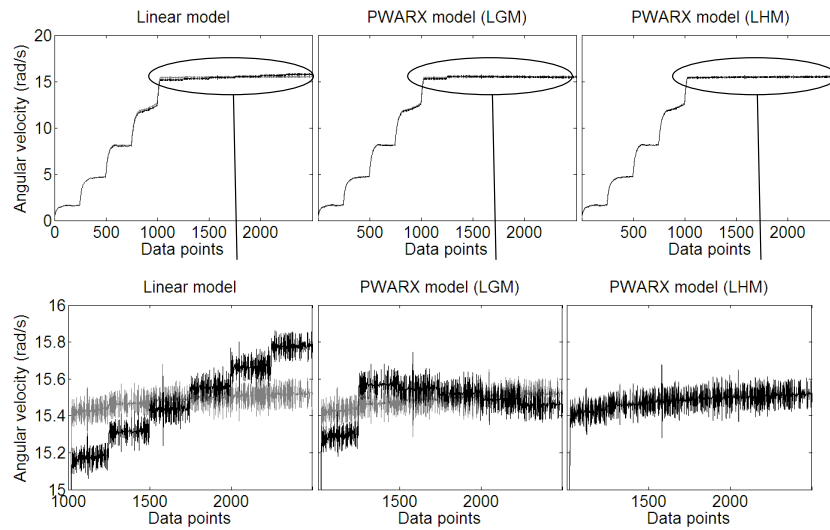 Linear model PWARX model (LGM) PWARX model (LHM)
Angular velocity (rad/s)
20
15
10
5
0
0 500 1000 1500 2000 500 1000 1500 2000 500 1000 1500 2000
Data points Data points Data points
Linear model PWARX model (LGM) PWARX model (LHM)
Angular velocity (rad/s)
16
15.8
15.6
15.4
15.2
15
1000 1500 2000 1500 2000 1500 2000
Data points Data points Data points